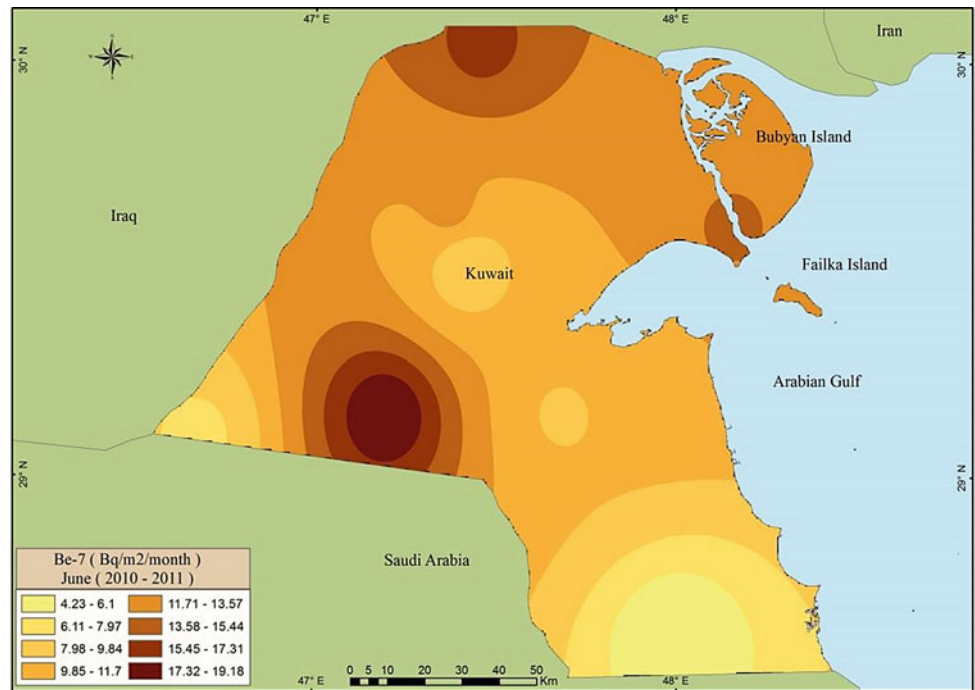 47° E
48° E
Iran
30° N
30° N
Bubyan Island
Iraq
Failka Island
Kuwait
Arabian Gulf
29° N
29° N
Saudi Arabia
Be-7 ( Bq/m2/month )
June ( 2010 - 2011 )
4.23 - 6.1
11.71 - 13.57
6.11 - 7.97
13.58 - 15.44
7.98 - 9.84
15.45 - 17.31
9.85 - 11.7
17.32 - 19.18
0 5 10 20 30 40 50
Km
47° E
48° E